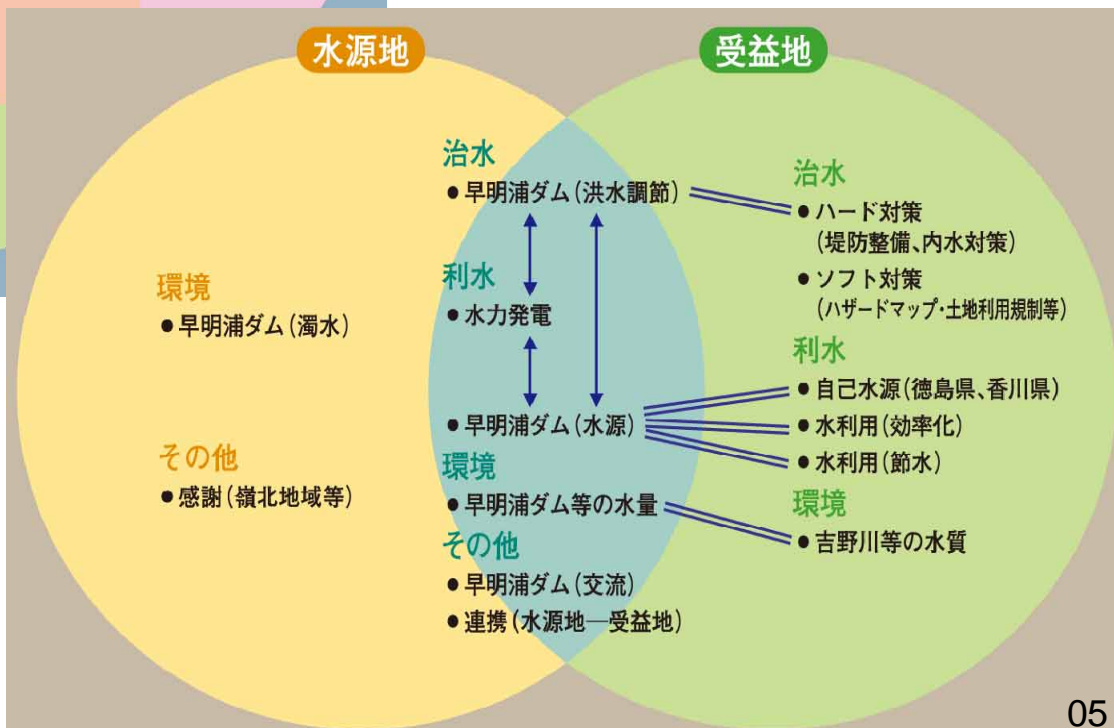 水源地
環境
●早明浦ダム(濁水)
その他
●感謝(嶺北地域等)
治水
●早明浦ダム(洪水調節)
利水
●水力発電
●早明浦ダム(水源)
環境
●早明浦ダム等の水量
その他
●早明浦ダム(交流)
●連携(水源地―受益地)
受益地
治水
●ハード対策
(堤防整備、内水対策)
●ソフト対策
(ハザードマップ・土地利用規制等)
利水
●自己水源(徳島県、香川県)
●水利用(効率化)
●水利用(節水)
環境
●吉野川等の水質
05